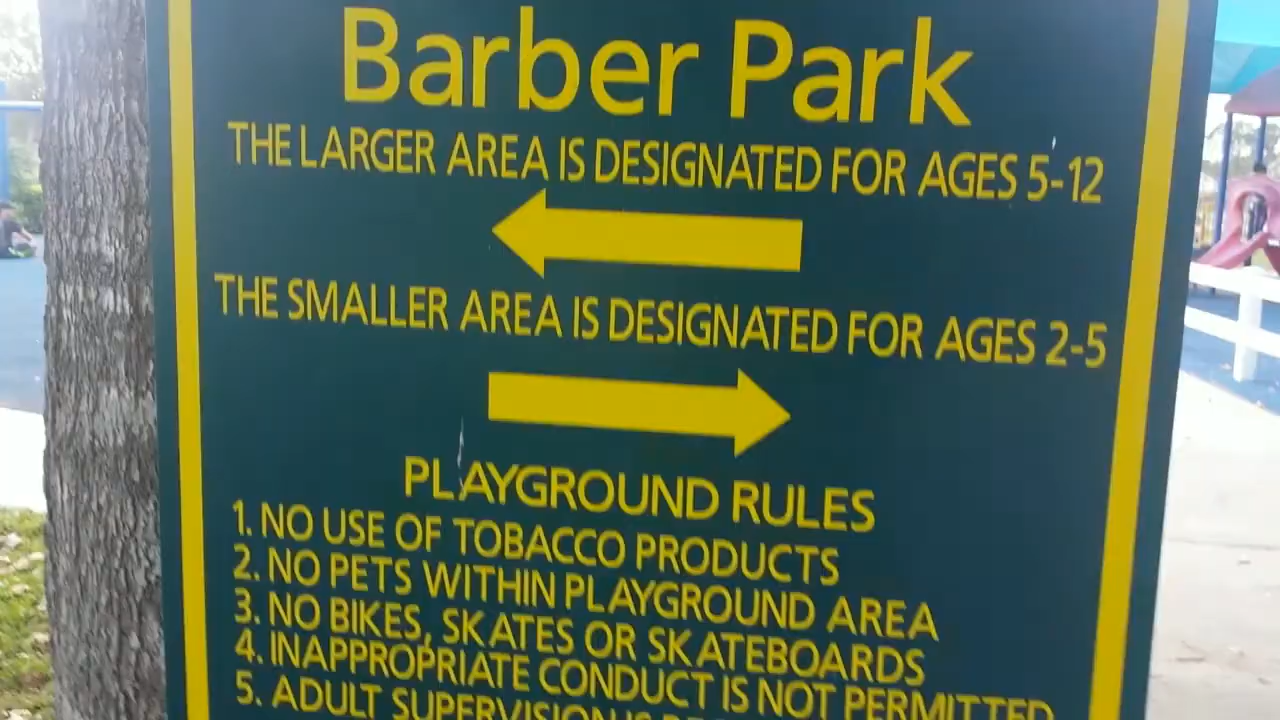 Barber Park
THE LARGER AREA IS DESIGNATED FOR AGES 5-12
THE SMALLER AREA IS DESIGNATED FOR AGES 2-5
PLAYGROUND RULES
1. NO USE OF TOBACCO PRODUCTS
2. NO PETS WITHIN PLAYGROUND AREA
3. NO BIKES, SKATES OR SKATEBOARDS
4. INAPPROPRIATE CONDUCT IS NOT PERMITTED
5. ADULT SUPERVISION IS